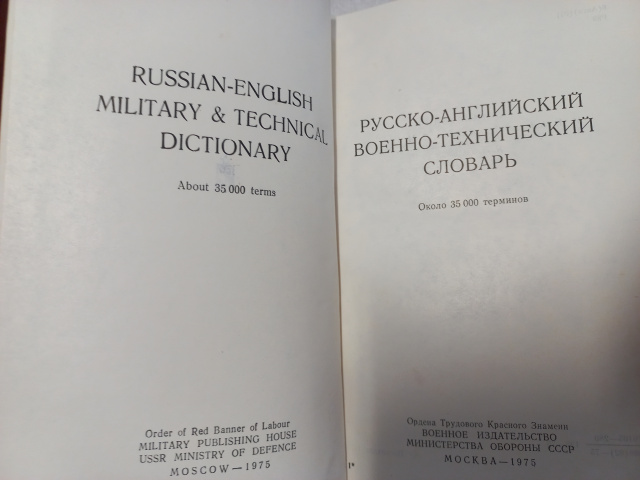 RUSSIAN-ENGLISH
MILITARY & TECHNICAL
DICTIONARY
About 35 000 terms
Order of Red Banner of Labour
MILITARY PUBLISHING HOUSE
USSR MINISTRY OF DEFENCE
MOSCOW—1975
РУССКО-АНГЛИЙСКИЙ
ВОЕННО-ТЕХНИЧЕСКИЙ
СЛОВАРЬ
Около 35 000 терминов
Ордена Трудового Красного Знамени
ВОЕННОЕ ИЗДАТЕЛЬСТВО
МИНИСТЕРСТВА ОБОРОНЫ СССР
МОСКВА—1975
1*